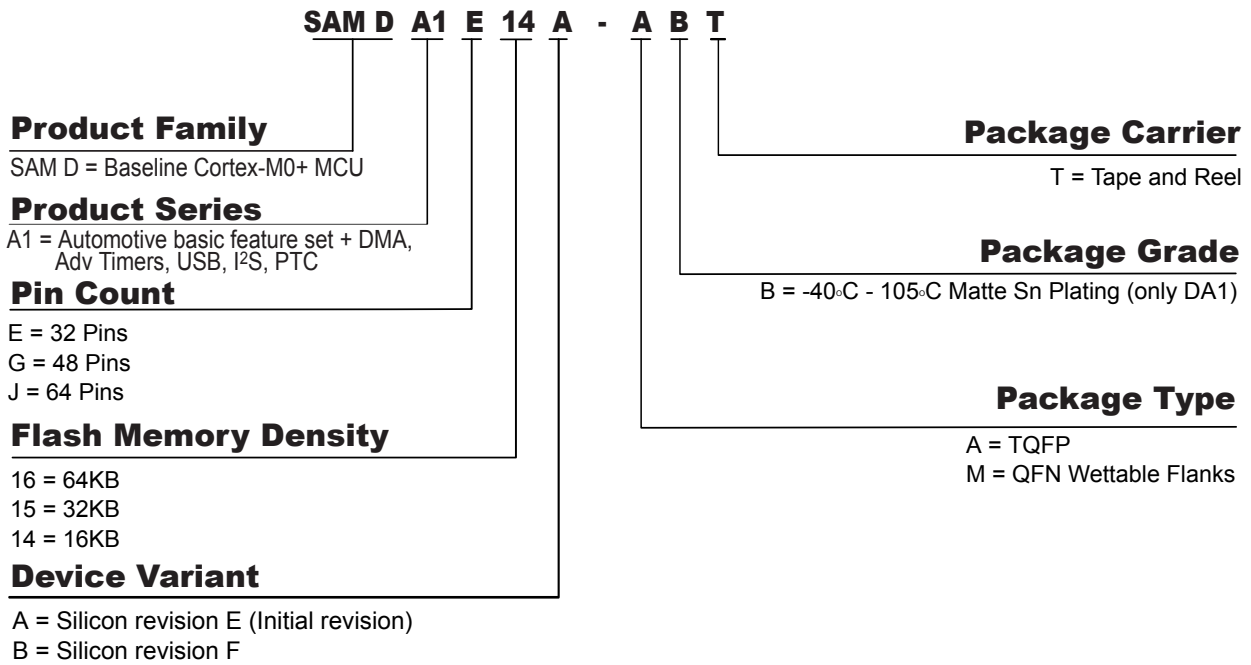 SAM D A1 E 14 A - A B T
Product Family
SAM D = Baseline Cortex-M0+ MCU
Product Series
A1 = Automotive basic feature set + DMA,
Adv Timers, USB, I²S, PTC
Pin Count
E = 32 Pins
G = 48 Pins
J = 64 Pins
Flash Memory Density
16 = 64KB
15 = 32KB
14 = 16KB
Device Variant
A = Silicon revision E (Initial revision)
B = Silicon revision F
Package Carrier
T = Tape and Reel
Package Grade
B = -40°C - 105°C Matte Sn Plating (only DA1)
Package Type
A = TQFP
M = QFN Wettable Flanks